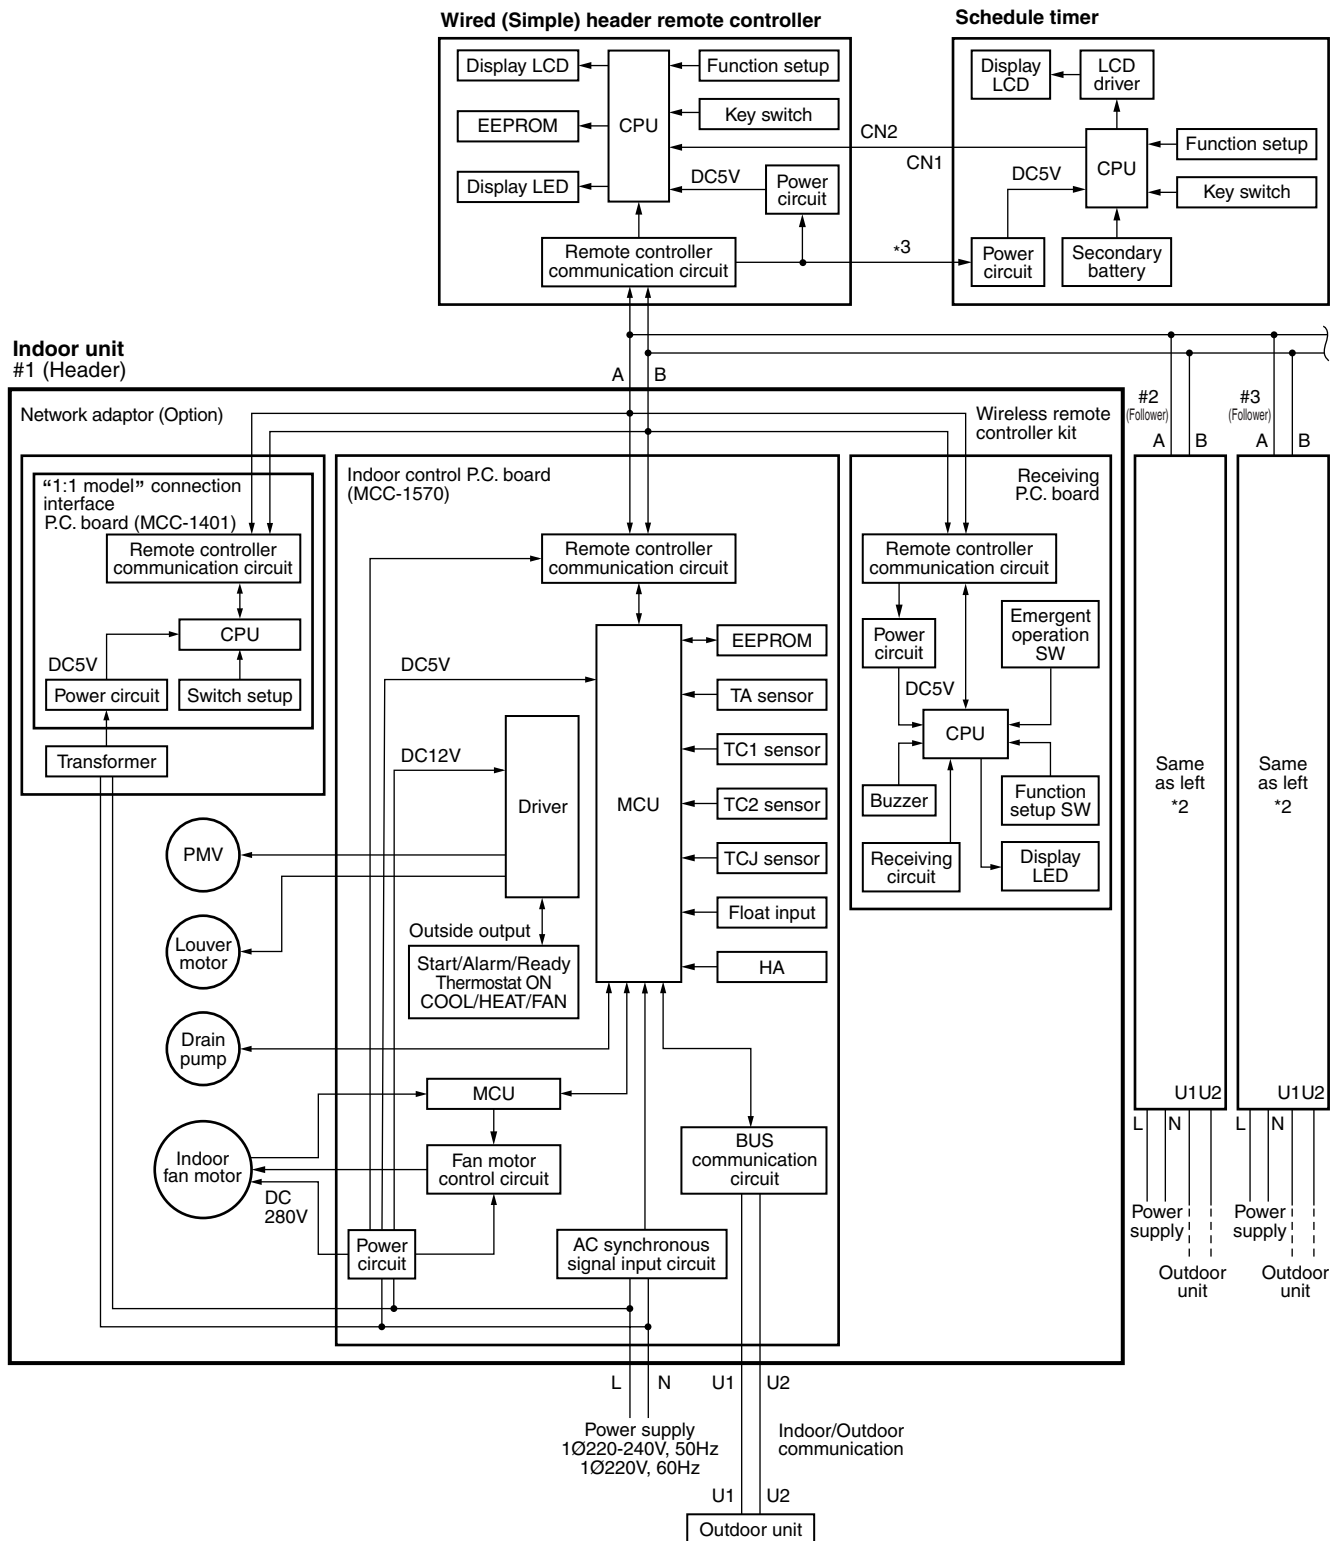 Wired (Simple) header remote controller
Schedule timer
Display LCD
EEPROM
Display LED
CPU
Function setup
Key switch
DC5V
Power
circuit
Remote controller
communication circuit
CN2
CN1
*3
Display
LCD
LCD
driver
CPU
Function setup
Key switch
DC5V
Power
circuit
Secondary
battery
Indoor unit
#1 (Header)
A
B
Network adaptor (Option)
Wireless remote
controller kit
"1:1 model" connection
interface
P.C. board (MCC-1401)
Remote controller
communication circuit
CPU
DC5V
Power circuit
Switch setup
Transformer
Indoor control P.C. board
(MCC-1570)
Remote controller
communication circuit
DC5V
DC12V
Driver
MCU
EEPROM
TA sensor
TC1 sensor
TC2 sensor
TCJ sensor
Float input
HA
Outside output
Start/Alarm/Ready
Thermostat ON
COOL/HEAT/FAN
PMV
Louver
motor
Drain
pump
Indoor
fan motor
DC
280V
MCU
Fan motor
control circuit
Power
circuit
AC synchronous
signal input circuit
BUS
communication
circuit
Receiving
P.C. board
Remote controller
communication circuit
Power
circuit
Emergent
operation
SW
DC5V
CPU
Buzzer
Function
setup SW
Receiving
circuit
Display
LED
#2
(Follower)
A
B
Same
as left
*2
U1U2
L
N
Power
supply
Outdoor
unit
#3
(Follower)
A
B
Same
as left
*2
U1U2
L
N
Power
supply
Outdoor
unit
L
N
U1
U2
Power supply
1Ø220-240V, 50Hz
1Ø220V, 60Hz
Indoor/Outdoor
communication
U1
U2
Outdoor unit